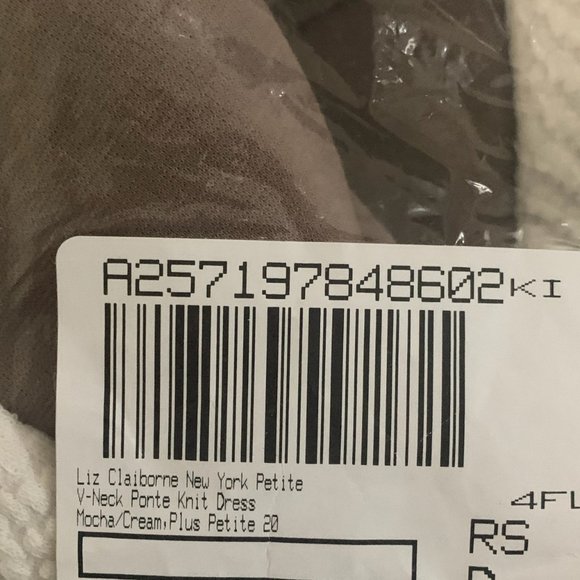 A257197848602KI
Liz Claiborne New York Petite
V-Neck Ponte Knit Dress
Mocha/Cream,Plus Petite 20
4FL
RS